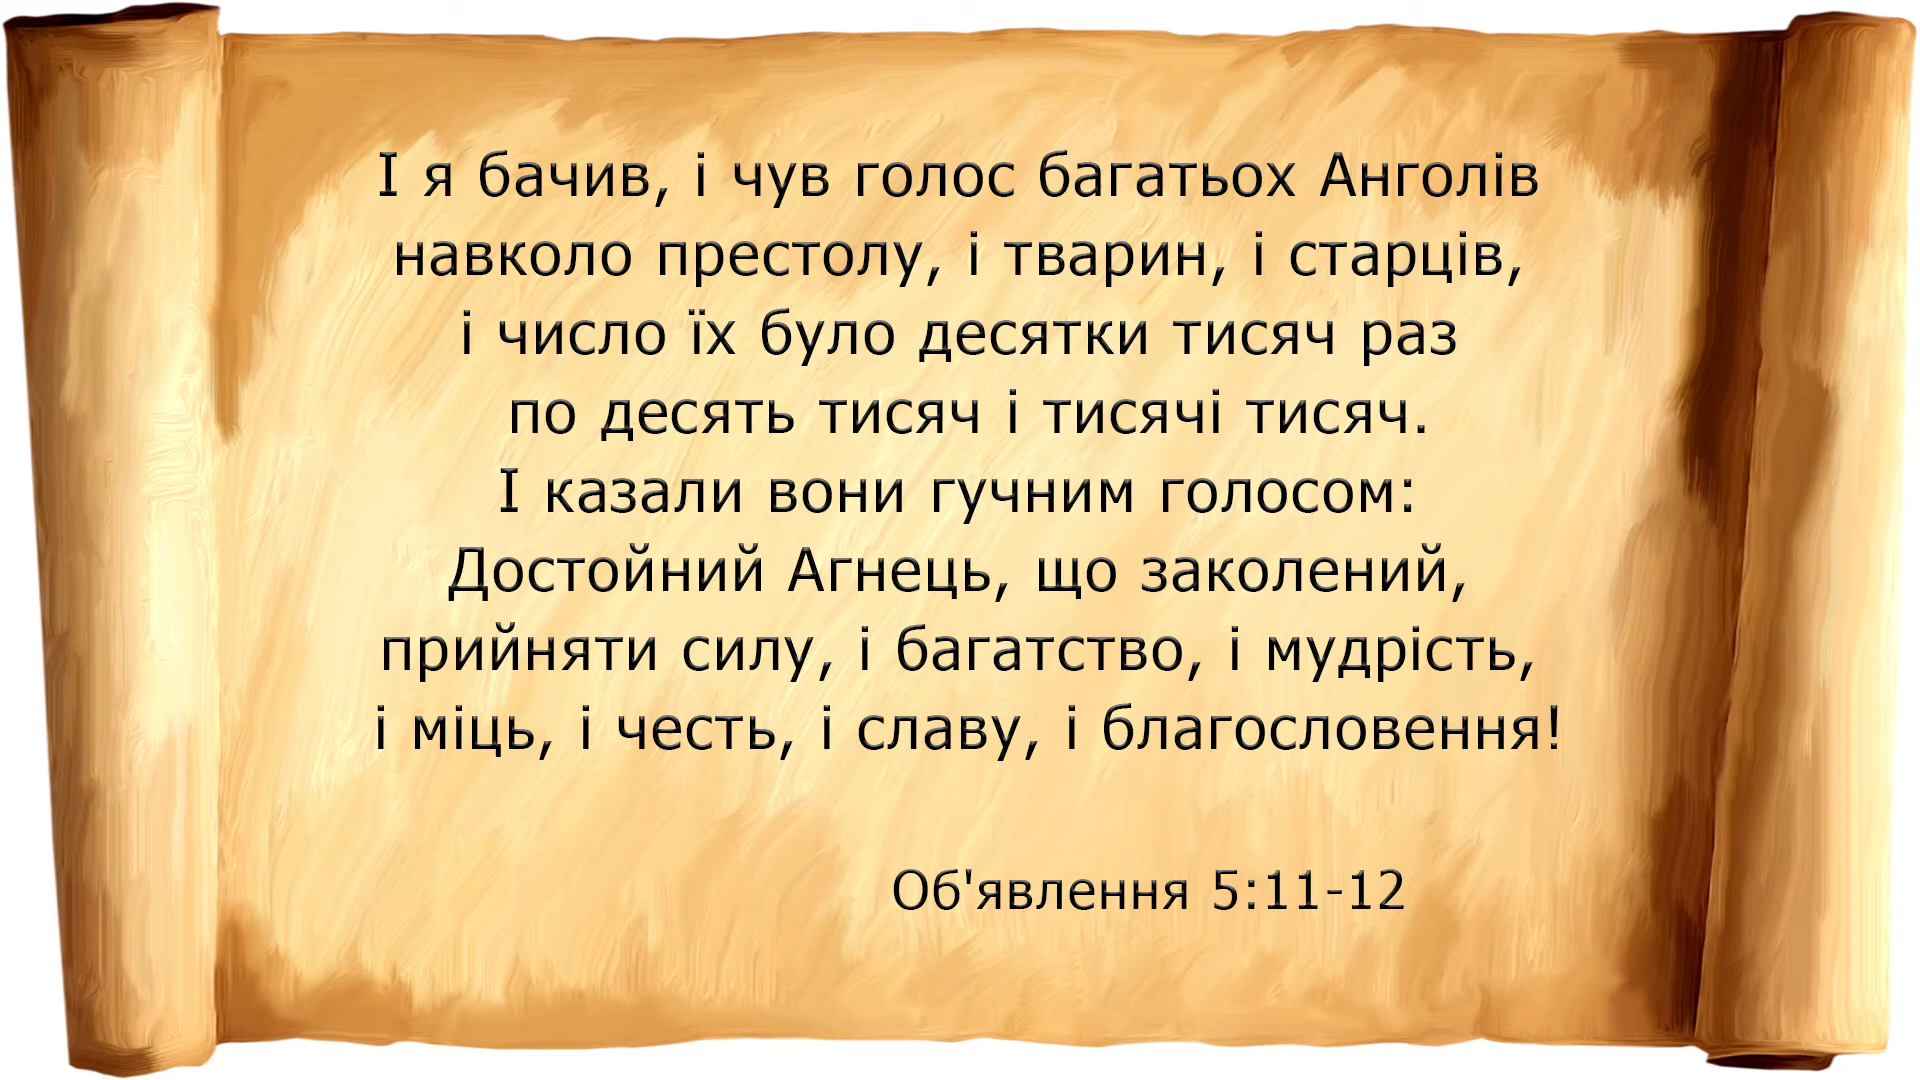 І я бачив, і чув голос багатьох Анголів
навколо престолу, і тварин, і старців,
і число їх було десятки тисяч раз
по десять тисяч і тисячі тисяч.
І казали вони гучним голосом:
Достойний Агнець, що заколений,
прийняти силу, і багатство, і мудрість,
і міць, і честь, і славу, і благословення!
Об'явлення 5:11-12